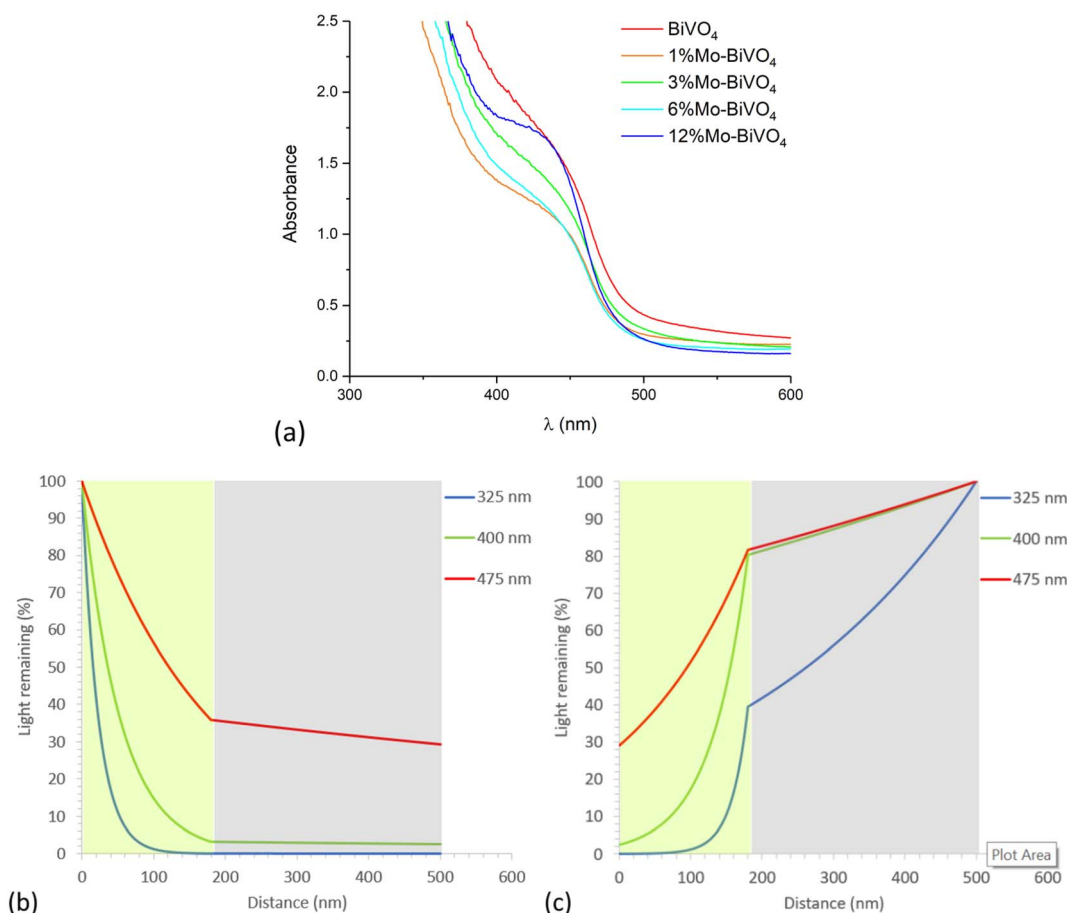 2.5
2.0
1.5
1.0
0.5
0.0
Absorbance
300
400
500
600
λ (nm)
BiVO₄
1%Mo-BiVO₄
3%Mo-BiVO₄
6%Mo-BiVO₄
12%Mo-BiVO₄
(a)
100
90
80
70
60
50
40
30
20
10
0
Light remaining (%)
0
100
200
300
400
500
600
Distance (nm)
325 nm
400 nm
475 nm
(b)
100
90
80
70
60
50
40
30
20
10
0
Light remaining (%)
0
100
200
300
400
500
600
Distance (nm)
325 nm
400 nm
475 nm
Plot Area
(c)